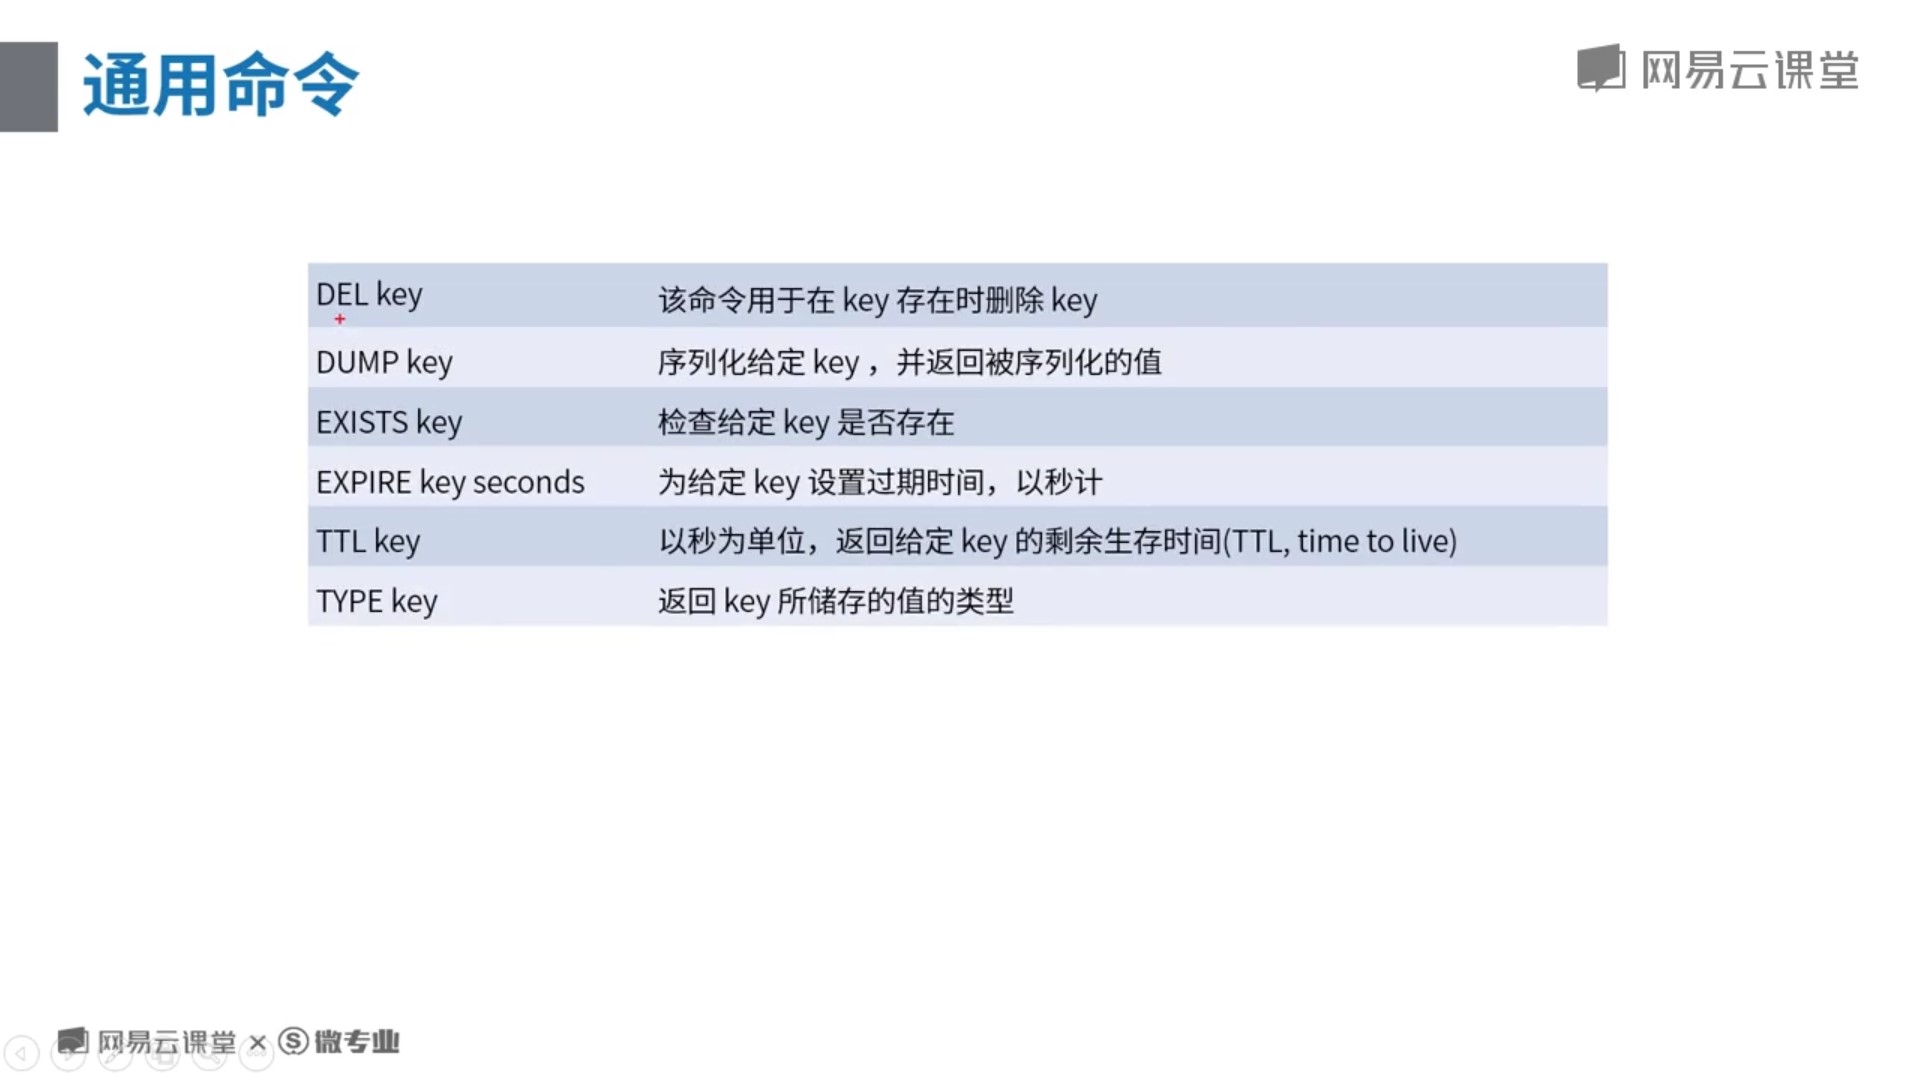 通用命令
网易云课堂
DEL key 该命令用于在 key 存在时删除 key
DUMP key 序列化给定 key ，并返回被序列化的值
EXISTS key 检查给定 key 是否存在
EXPIRE key seconds 为给定 key 设置过期时间，以秒计
TTL key 以秒为单位，返回给定 key 的剩余生存时间(TTL, time to live)
TYPE key 返回 key 所储存的值的类型
网易云课堂 × S 微专业